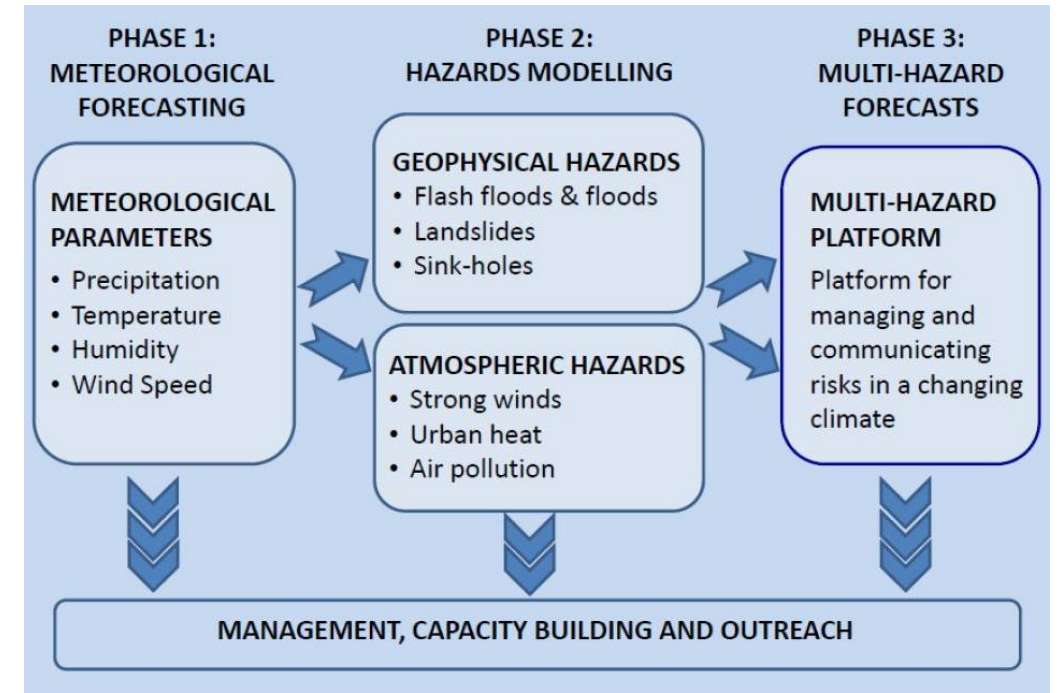 PHASE 1:
METEOROLOGICAL
FORECASTING
METEOROLOGICAL
PARAMETERS
• Precipitation
• Temperature
• Humidity
• Wind Speed
PHASE 2:
HAZARDS MODELLING
GEOPHYSICAL HAZARDS
• Flash floods & floods
• Landslides
• Sink-holes
ATMOSPHERIC HAZARDS
• Strong winds
• Urban heat
• Air pollution
PHASE 3:
MULTI-HAZARD
FORECASTS
MULTI-HAZARD
PLATFORM
Platform for
managing and
communicating
risks in a changing
climate
MANAGEMENT, CAPACITY BUILDING AND OUTREACH